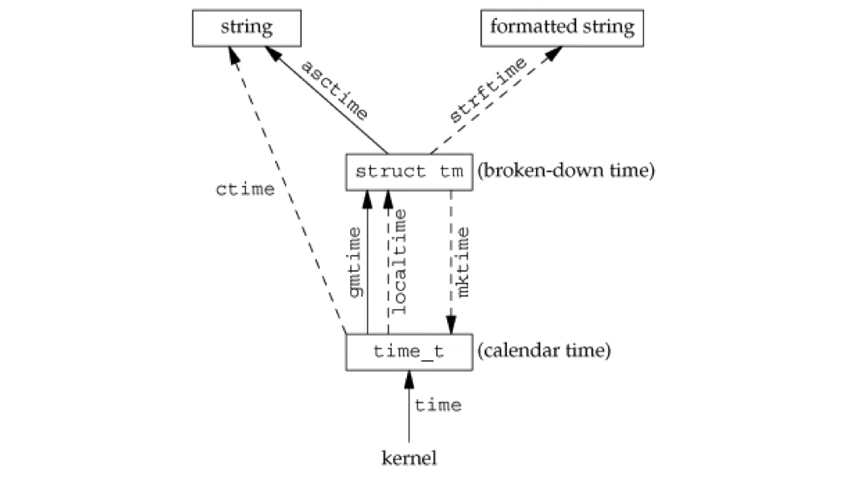 string
formatted string
asctime
strftime
struct tm
(broken-down time)
ctime
gmtime
localtime
mktime
time_t
(calendar time)
time
kernel